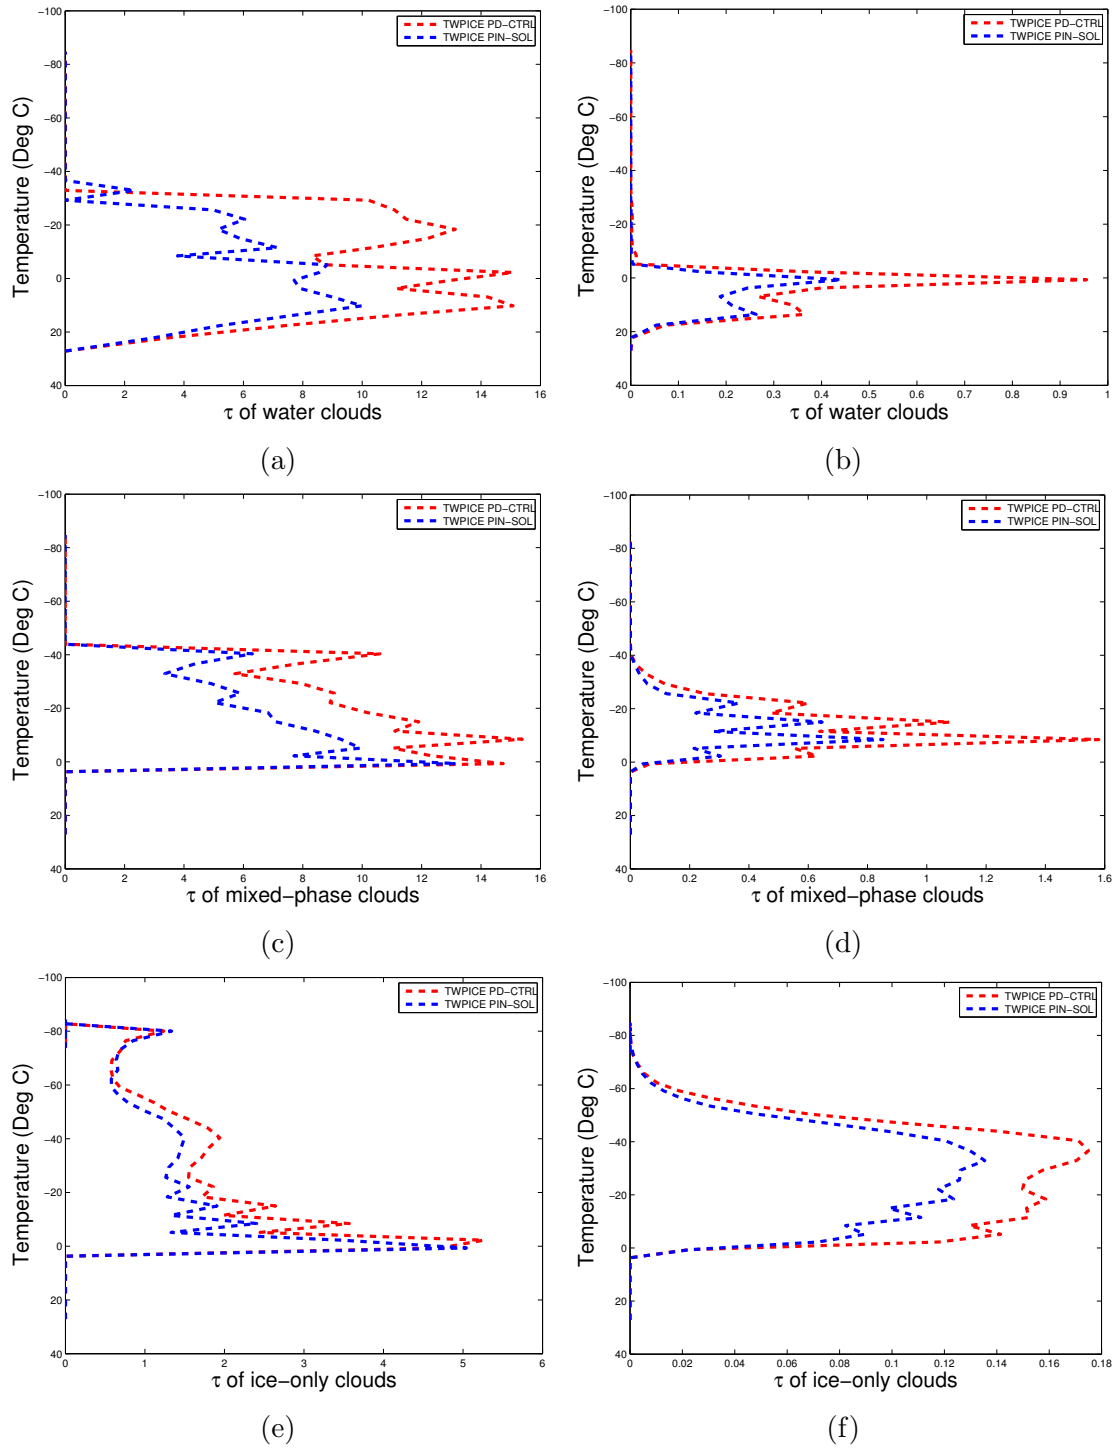 TWPICE PD−CTRL
TWPICE PIN−SOL
−100
−80
−60
−40
−20
0
20
40
0 2 4 6 8 10 12 14 16
Temperature (Deg C)
τ of water clouds
(a)
TWPICE PD−CTRL
TWPICE PIN−SOL
−100
−80
−60
−40
−20
0
20
40
0 0.1 0.2 0.3 0.4 0.5 0.6 0.7 0.8 0.9 1
Temperature (Deg C)
τ of water clouds
(b)
TWPICE PD−CTRL
TWPICE PIN−SOL
−100
−80
−60
−40
−20
0
20
40
0 2 4 6 8 10 12 14 16
Temperature (Deg C)
τ of mixed−phase clouds
(c)
TWPICE PD−CTRL
TWPICE PIN−SOL
−100
−80
−60
−40
−20
0
20
40
0 0.2 0.4 0.6 0.8 1 1.2 1.4 1.6
Temperature (Deg C)
τ of mixed−phase clouds
(d)
TWPICE PD−CTRL
TWPICE PIN−SOL
−100
−80
−60
−40
−20
0
20
40
0 1 2 3 4 5 6
Temperature (Deg C)
τ of ice−only clouds
(e)
TWPICE PD−CTRL
TWPICE PIN−SOL
−100
−80
−60
−40
−20
0
20
40
0 0.02 0.04 0.06 0.08 0.1 0.12 0.14 0.16 0.18
Temperature (Deg C)
τ of ice−only clouds
(f)